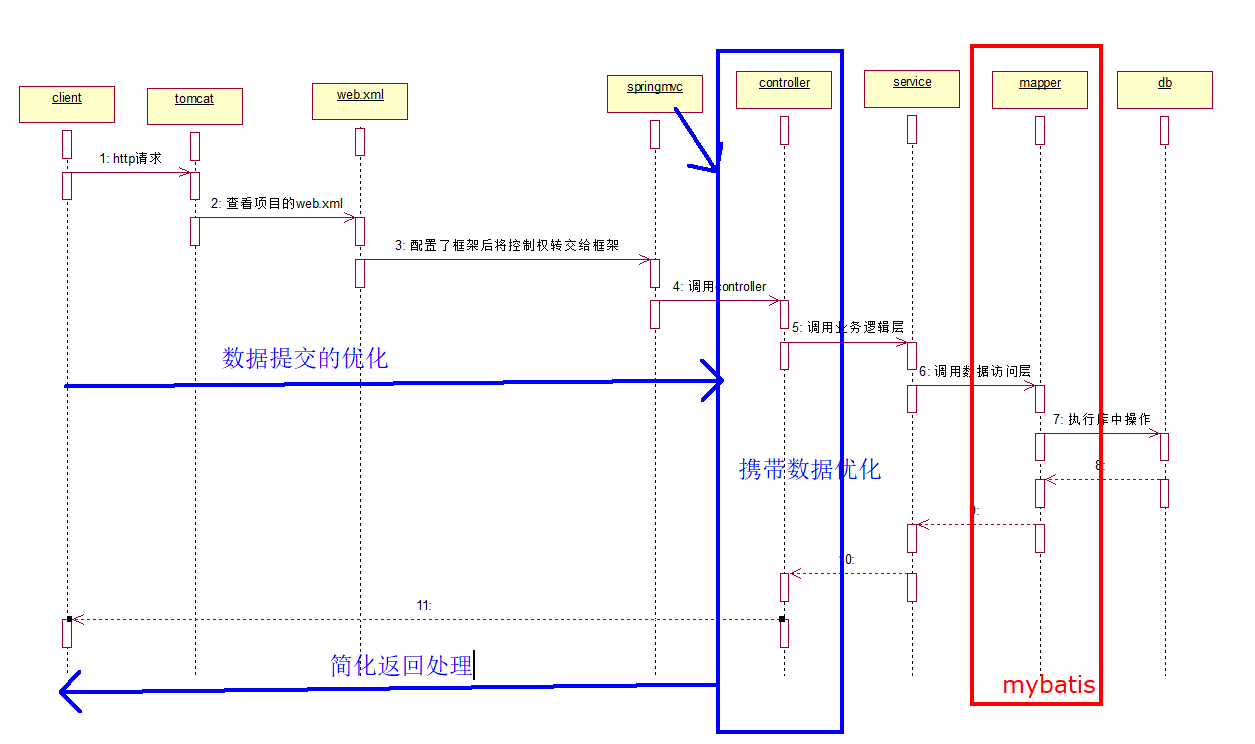 client
tomcat
web.xml
springmvc
controller
service
mapper
db
1: http请求
2: 查看项目的web.xml
3: 配置了框架后将控制权转交给框架
4: 调用controller
5: 调用业务逻辑层
数据提交的优化
6: 调用数据访问层
7: 执行库中操作
携带数据优化
8:
9:
10:
11:
简化返回处理
mybatis